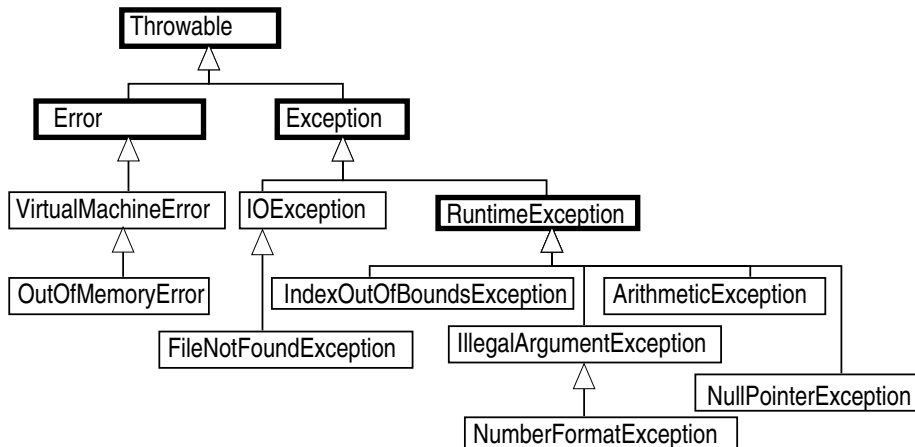 Throwable
Error
Exception
VirtualMachineError
IOException
RuntimeException
OutOfMemoryError
IndexOutOfBoundsException
ArithmeticException
FileNotFoundException
IllegalArgumentException
NullPointerException
NumberFormatException